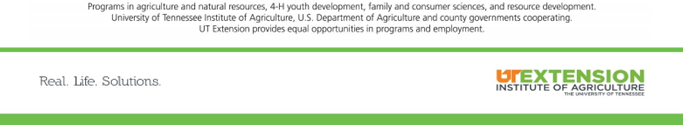 Programs in agriculture and natural resources, 4-H youth development, family and consumer sciences, and resource development.
University of Tennessee Institute of Agriculture, U.S. Department of Agriculture and county governments cooperating.
UT Extension provides equal opportunities in programs and employment.
Real. Life. Solutions.
UTEXTENSION
INSTITUTE OF AGRICULTURE
THE UNIVERSITY OF TENNESSEE